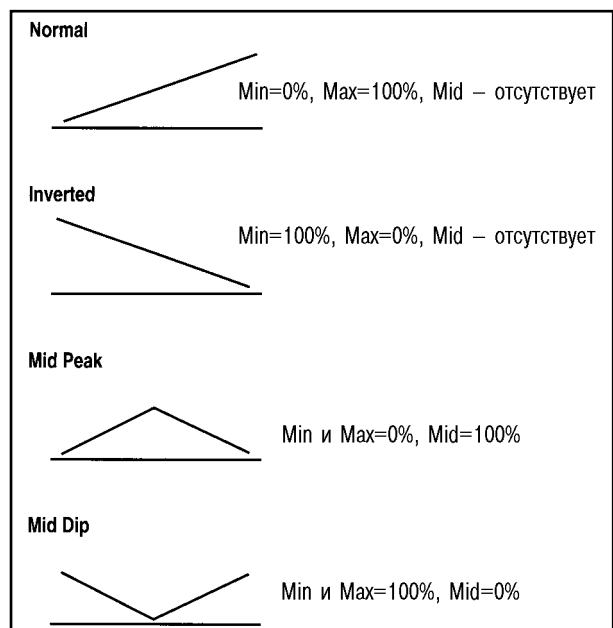 Normal
Min=0%, Max=100%, Mid – отсутствует
Inverted
Min=100%, Max=0%, Mid – отсутствует
Mid Peak
Min и Max=0%, Mid=100%
Mid Dip
Min и Max=100%, Mid=0%